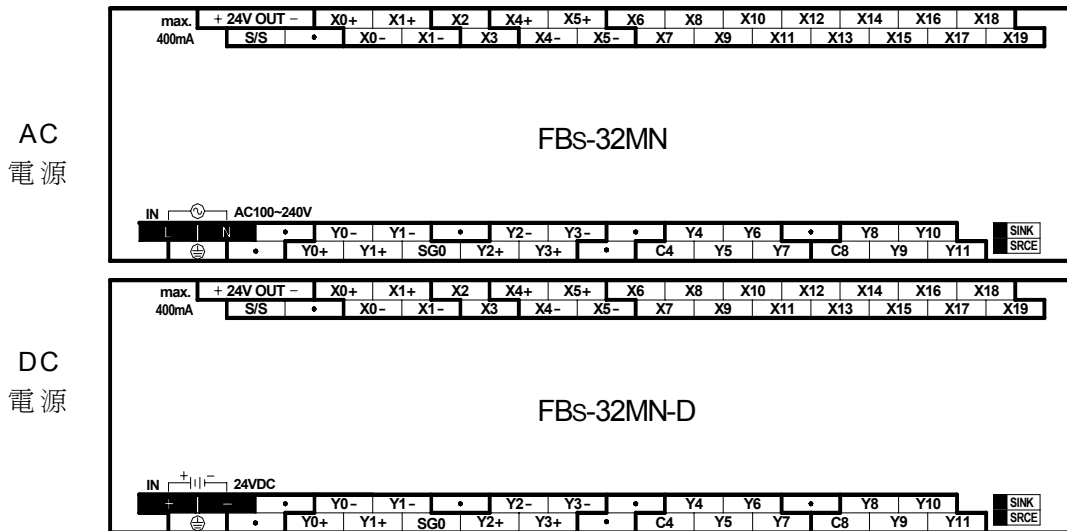 max. + 24V OUT − X0+ X1+ X2 X4+ X5+ X6 X8 X10 X12 X14 X16 X18
400mA S/S • X0− X1− X3 X4− X5− X7 X9 X11 X13 X15 X17 X19
AC
電源
FBs-32MN
IN AC100~240V
L N • Y0− Y1− • Y2− Y3− • Y4 Y6 • Y8 Y10 SINK
• Y0+ Y1+ SG0 Y2+ Y3+ • C4 Y5 Y7 C8 Y9 Y11 SRCE
max. + 24V OUT − X0+ X1+ X2 X4+ X5+ X6 X8 X10 X12 X14 X16 X18
400mA S/S • X0− X1− X3 X4− X5− X7 X9 X11 X13 X15 X17 X19
DC
電源
FBs-32MN-D
IN + − 24VDC
+ − • Y0− Y1− • Y2− Y3− • Y4 Y6 • Y8 Y10 SINK
• Y0+ Y1+ SG0 Y2+ Y3+ • C4 Y5 Y7 C8 Y9 Y11 SRCE